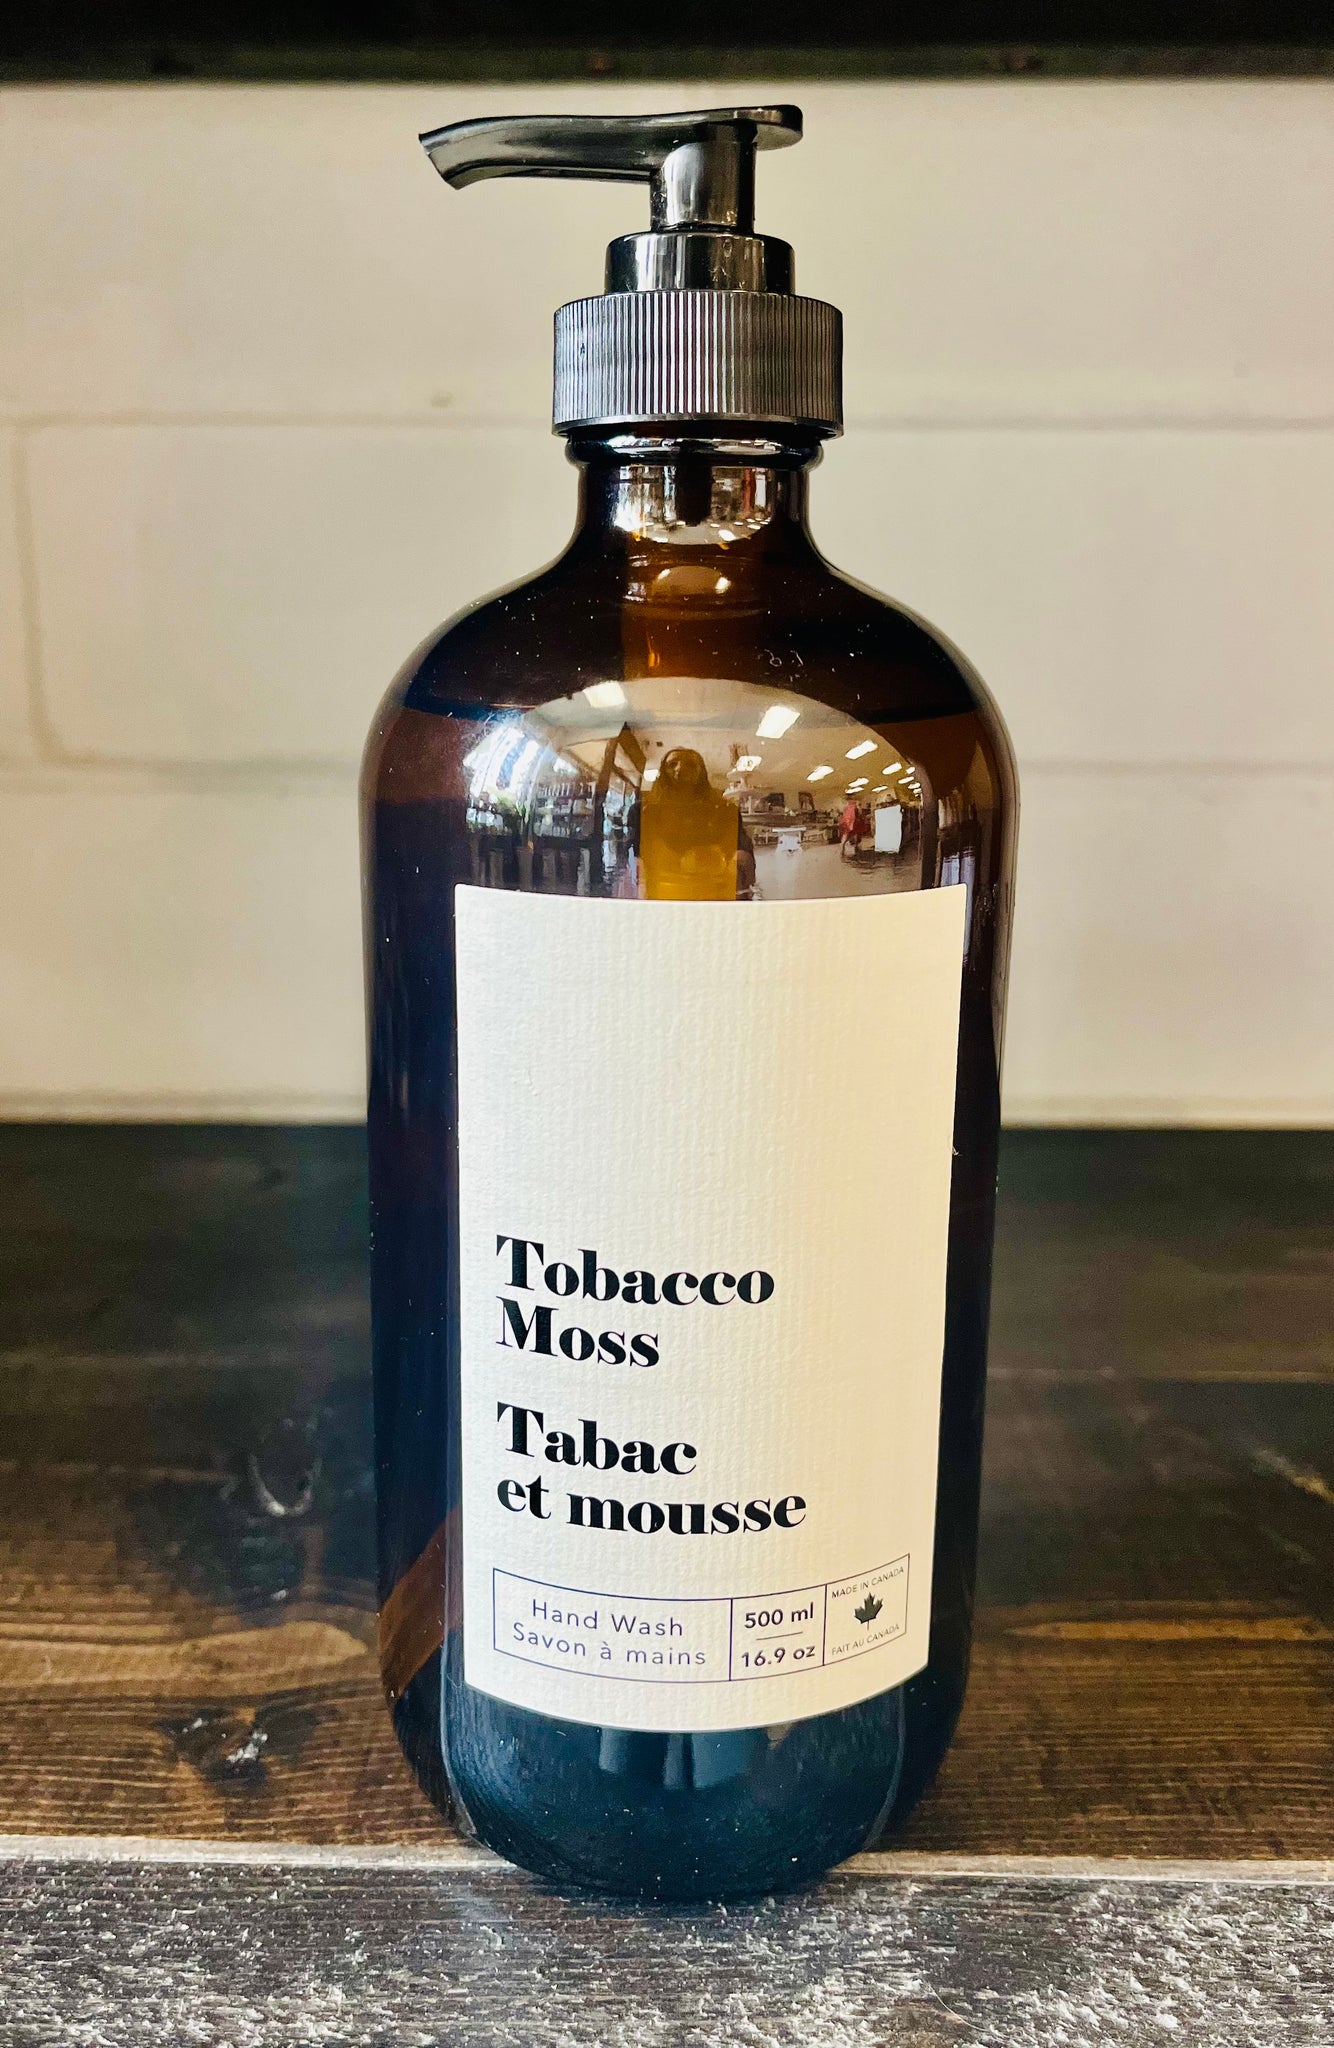 Tobacco
Moss
Tabac
et mousse
Hand Wash
Savon à mains
500 ml
16.9 oz
MADE IN CANADA
FAIT AU CANADA